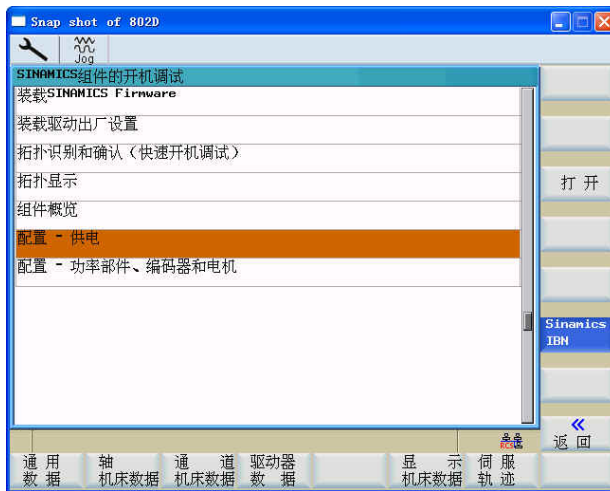 Snap shot of 802D
Jog
SINAMICS组件的开机调试
装载SINAMICS Firmware
装载驱动出厂设置
拓扑识别和确认（快速开机调试）
拓扑显示
组件概览
配置 - 供电
配置 - 功率部件、编码器和电机
打开
Sinamics
IBN
返回
通用 轴 通道 驱动器 显示 伺服
数据 机床数据 机床数据 数据 机床数据 轨迹